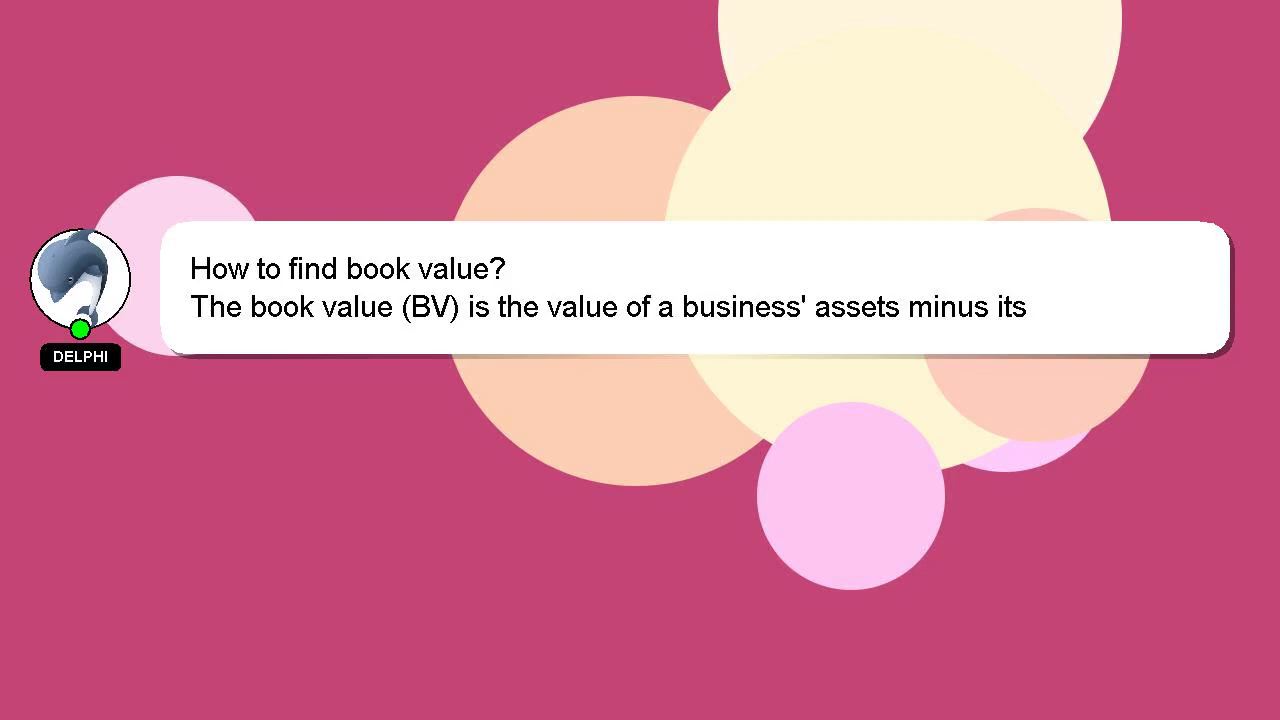 How to find book value?
The book value (BV) is the value of a business' assets minus its
DELPHI